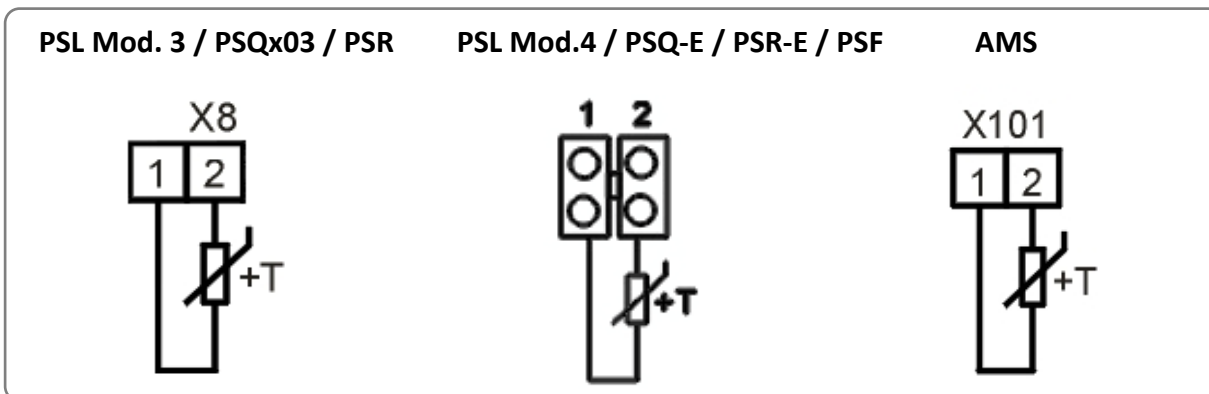 PSL Mod. 3 / PSQx03 / PSR
PSL Mod.4 / PSQ-E / PSR-E / PSF
AMS
X8
1 2
+T
1 2
+T
X101
1 2
+T